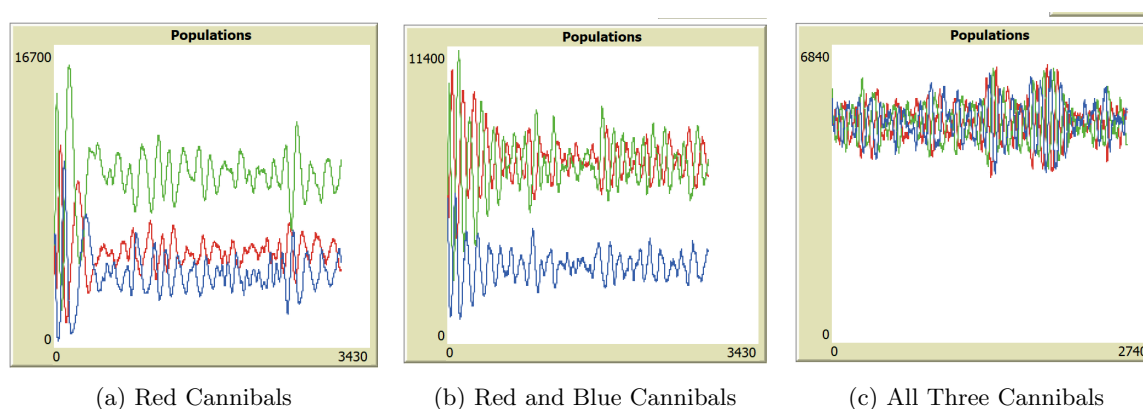 Populations
16700
0
0 3430
(a) Red Cannibals
Populations
11400
0
0 3430
(b) Red and Blue Cannibals
Populations
6840
0
0 2740
(c) All Three Cannibals